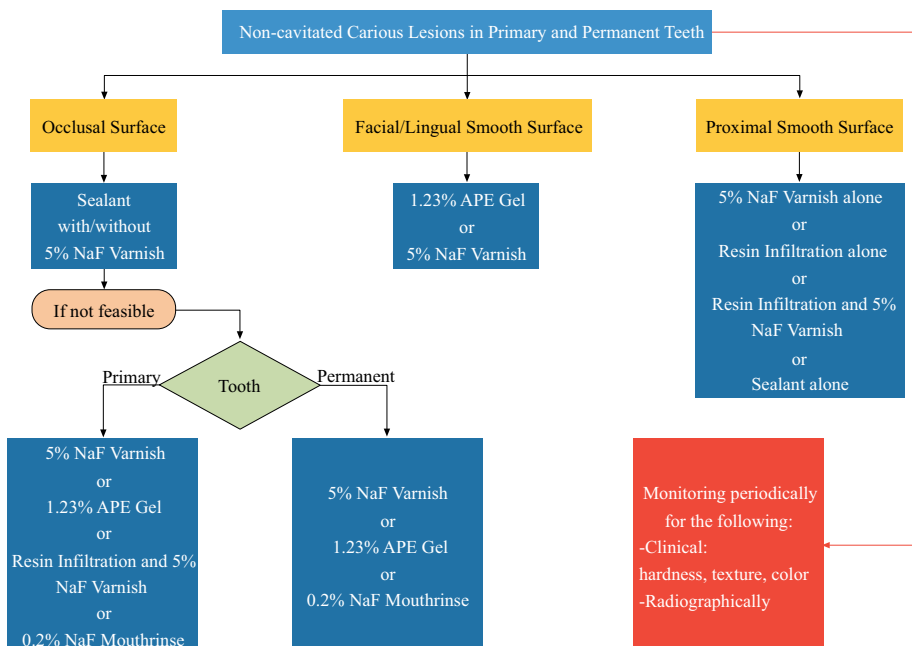 Non-cavitated Carious Lesions in Primary and Permanent Teeth
Occlusal Surface
Facial/Lingual Smooth Surface
Proximal Smooth Surface
Sealant
with/without
5% NaF Varnish
1.23% APE Gel
or
5% NaF Varnish
5% NaF Varnish alone
or
Resin Infiltration alone
or
Resin Infiltration and 5%
NaF Varnish
or
Sealant alone
If not feasible
Tooth
Primary
Permanent
5% NaF Varnish
or
1.23% APE Gel
or
Resin Infiltration and 5%
NaF Varnish
or
0.2% NaF Mouthrinse
5% NaF Varnish
or
1.23% APE Gel
or
0.2% NaF Mouthrinse
Monitoring periodically
for the following:
-Clinical:
hardness, texture, color
-Radiographically